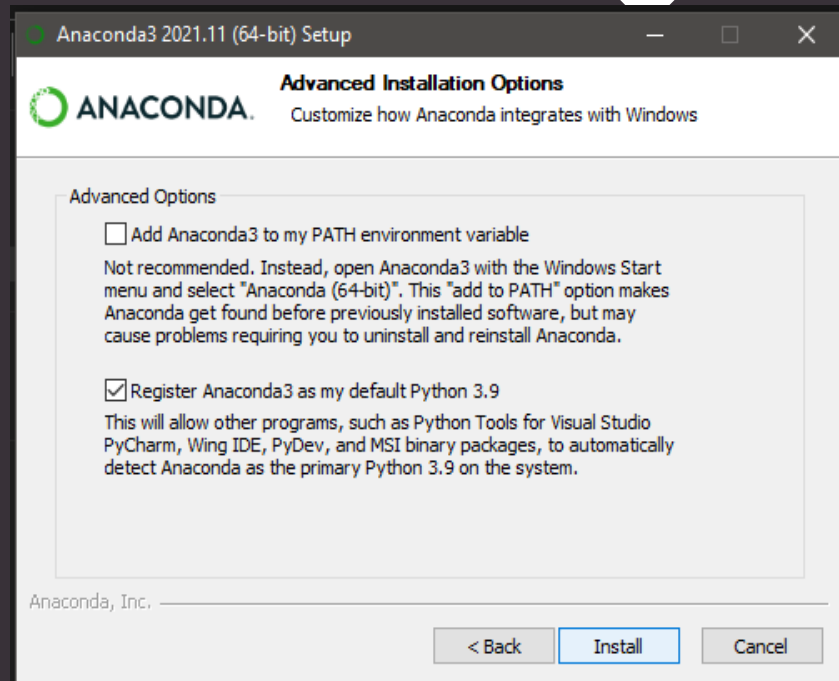 Anaconda3 2021.11 (64-bit) Setup
ANACONDA.
Advanced Installation Options
Customize how Anaconda integrates with Windows
Advanced Options
Add Anaconda3 to my PATH environment variable
Not recommended. Instead, open Anaconda3 with the Windows Start
menu and select "Anaconda (64-bit)". This "add to PATH" option makes
Anaconda get found before previously installed software, but may
cause problems requiring you to uninstall and reinstall Anaconda.
Register Anaconda3 as my default Python 3.9
This will allow other programs, such as Python Tools for Visual Studio
PyCharm, Wing IDE, PyDev, and MSI binary packages, to automatically
detect Anaconda as the primary Python 3.9 on the system.
Anaconda, Inc.
< Back Install Cancel